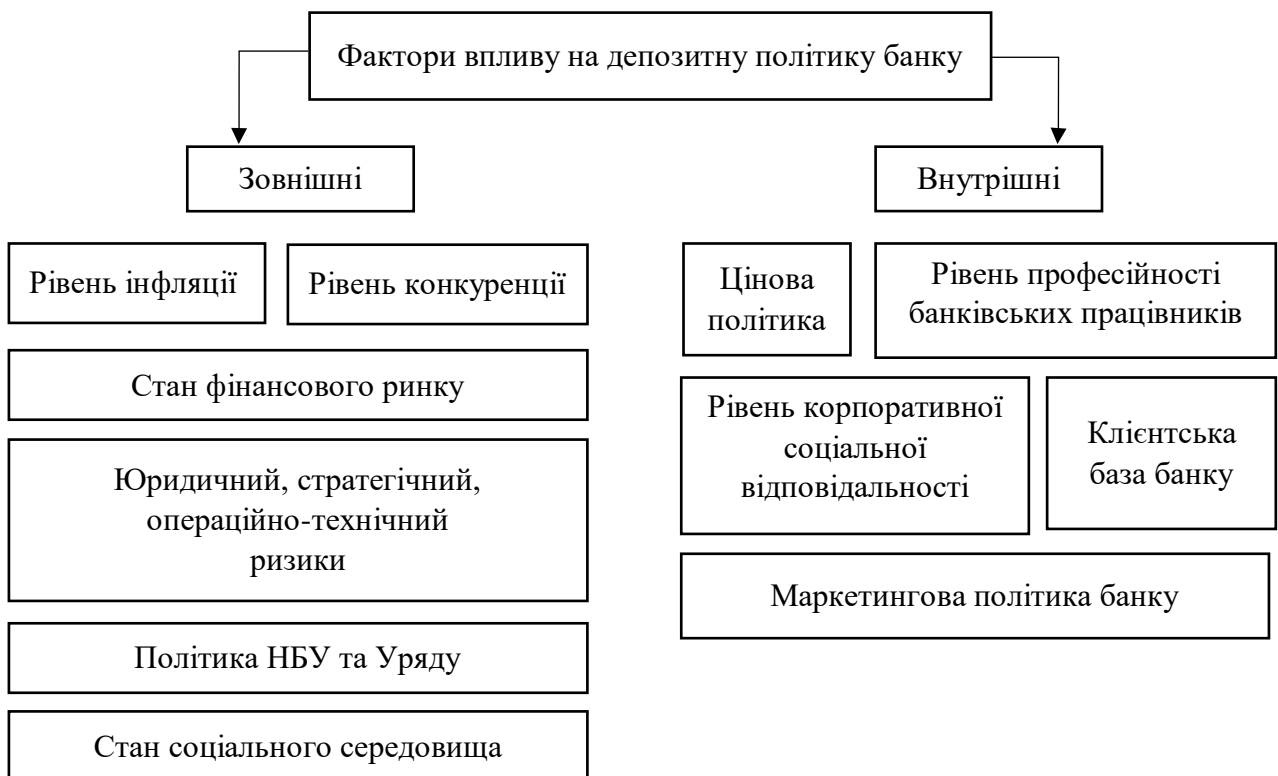 Фактори впливу на депозитну політику банку
Зовнішні
Рівень інфляції
Рівень конкуренції
Стан фінансового ринку
Юридичний, стратегічний,
операційно-технічний
ризики
Політика НБУ та Уряду
Стан соціального середовища
Внутрішні
Цінова
політика
Рівень професійності
банківських працівників
Рівень корпоративної
соціальної
відповідальності
Клієнтська
база банку
Маркетингова політика банку